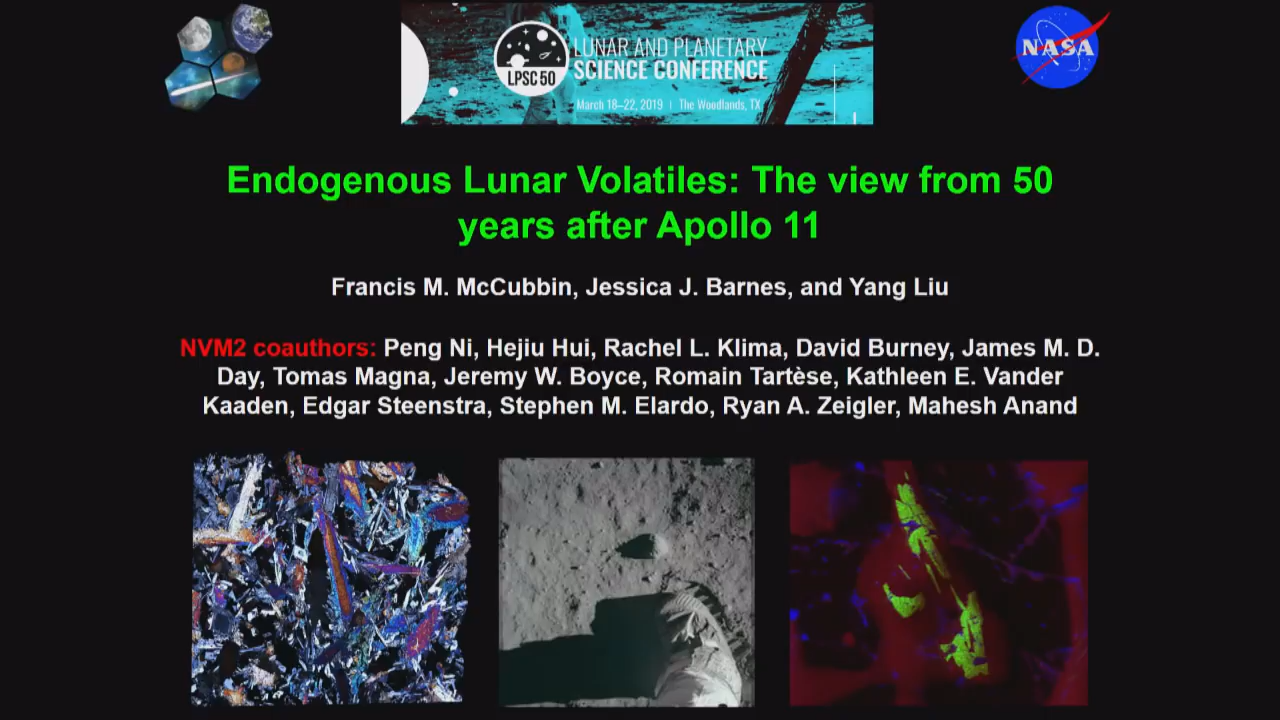 LUNAR AND PLANETARY
SCIENCE CONFERENCE
LPSC 50
March 18–22, 2019 | The Woodlands, TX
NASA
Endogenous Lunar Volatiles: The view from 50
years after Apollo 11
Francis M. McCubbin, Jessica J. Barnes, and Yang Liu
NVM2 coauthors: Peng Ni, Hejiu Hui, Rachel L. Klima, David Burney, James M. D.
Day, Tomas Magna, Jeremy W. Boyce, Romain Tartèse, Kathleen E. Vander
Kaaden, Edgar Steenstra, Stephen M. Elardo, Ryan A. Zeigler, Mahesh Anand